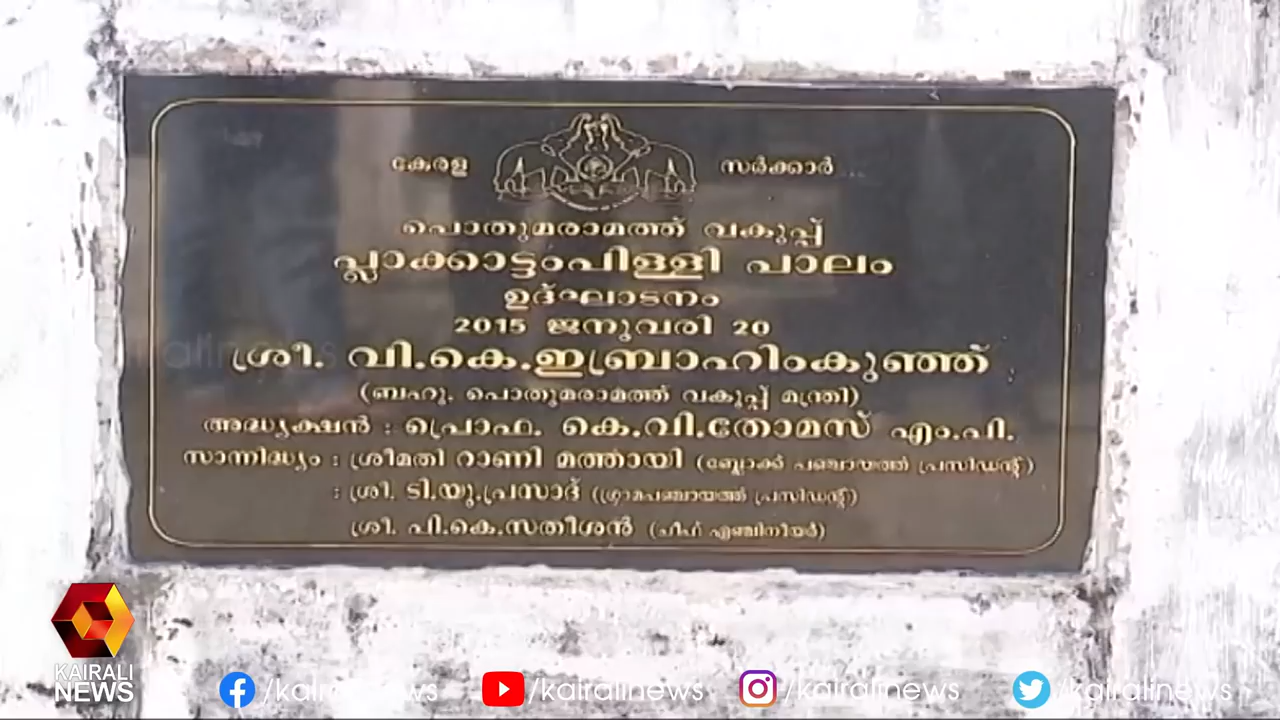 കേരള സർക്കാർ
പൊതുമരാമത്ത് വകുപ്പ്
പ്ലാക്കാട്ടംപിള്ളി പാലം
ഉദ്ഘാടനം
2015 ജനുവരി 20
ശ്രീ. വി.കെ.ഇബ്രാഹിംകുഞ്ഞ്
(ബഹു. പൊതുമരാമത്ത് വകുപ്പ് മന്ത്രി)
അദ്ധ്യക്ഷൻ : പ്രൊഫ. കെ.വി.തോമസ് എം.പി.
സാന്നിദ്ധ്യം : ശ്രീമതി റാണി മത്തായി (ബ്ലോക്ക് പഞ്ചായത്ത് പ്രസിഡന്റ്)
: ശ്രീ. ടി.യു.പ്രസാദ് (ഗ്രാമപഞ്ചായത്ത് പ്രസിഡന്റ്)
ശ്രീ. പി.കെ.സതീശൻ (ചീഫ് എഞ്ചിനീയർ)
kairalinews
KAIRALI
NEWS
/kairalinews /kairalinews /kairalinews /kairalinews